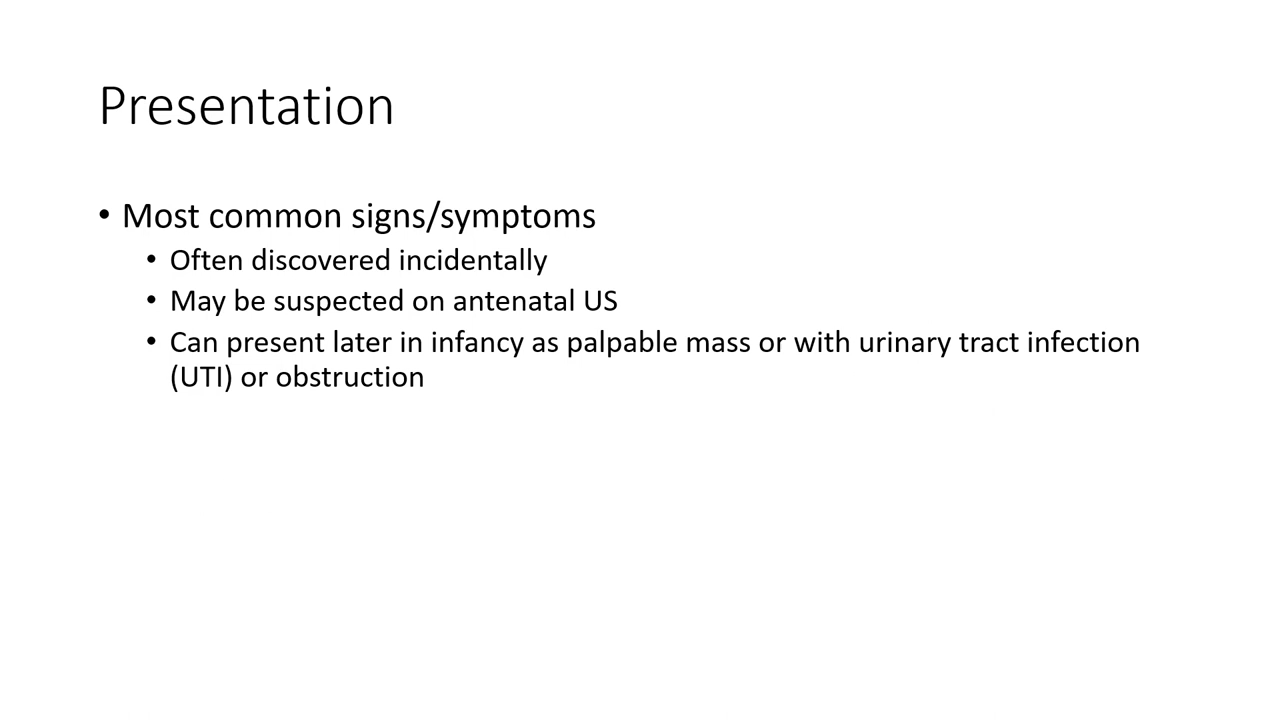 Presentation
• Most common signs/symptoms
• Often discovered incidentally
• May be suspected on antenatal US
• Can present later in infancy as palpable mass or with urinary tract infection
(UTI) or obstruction